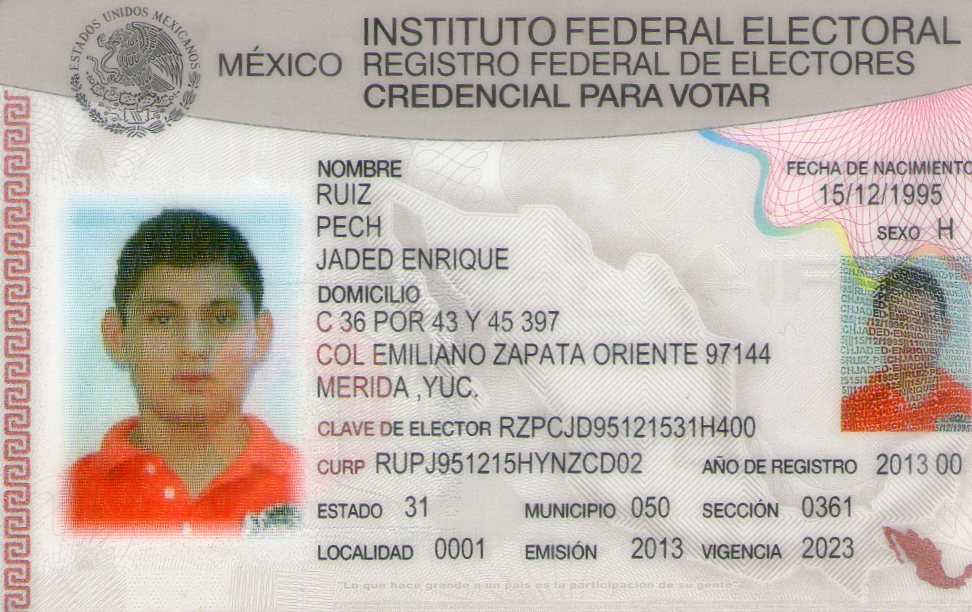 ESTADOS UNIDOS MEXICANOS
INSTITUTO FEDERAL ELECTORAL
MÉXICO REGISTRO FEDERAL DE ELECTORES
CREDENCIAL PARA VOTAR
NOMBRE
RUIZ
PECH
JADED ENRIQUE
FECHA DE NACIMIENTO
15/12/1995
SEXO H
DOMICILIO
C 36 POR 43 Y 45 397
COL EMILIANO ZAPATA ORIENTE 97144
MERIDA ,YUC.
CLAVE DE ELECTOR RZPCJD95121531H400
CURP RUPJ951215HYNZCD02 AÑO DE REGISTRO 2013 00
ESTADO 31 MUNICIPIO 050 SECCIÓN 0361
LOCALIDAD 0001 EMISIÓN 2013 VIGENCIA 2023
"Lo que hace grande a un país es la participación de su gente"